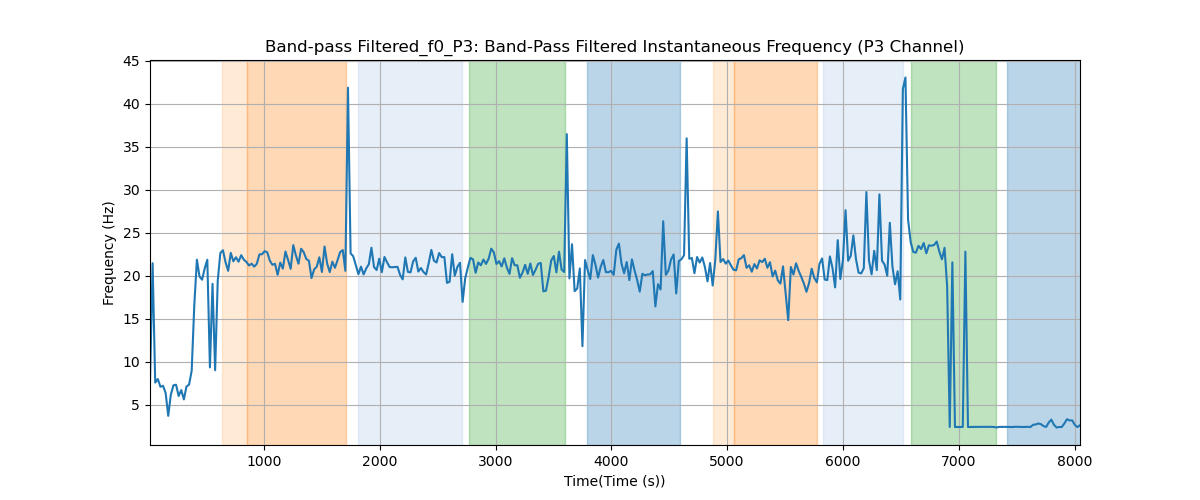 Band-pass Filtered_f0_P3: Band-Pass Filtered Instantaneous Frequency (P3 Channel)
45
40
35
30
25
20
15
10
5
Frequency (Hz)
1000 2000 3000 4000 5000 6000 7000 8000
Time(Time (s))